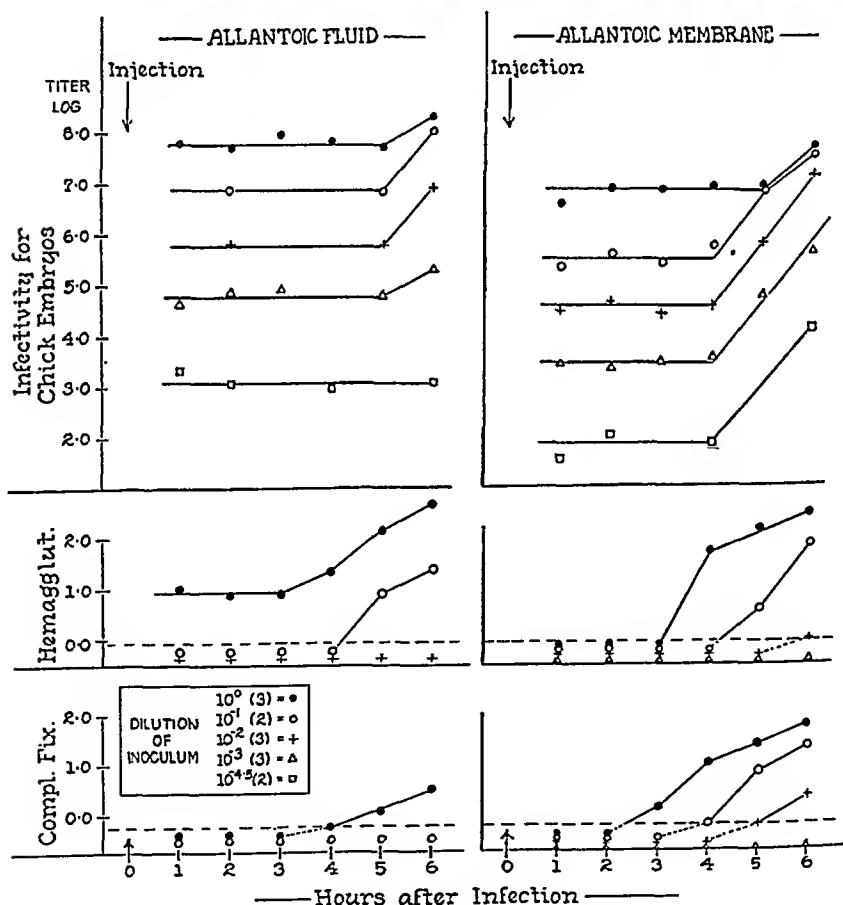 ALLANTOIC FLUID
ALLANTOIC MEMBRANE
Injection
Injection
TITER
LOG
8.0
7.0
6.0
5.0
4.0
3.0
2.0
Infectivity for
Chick Embryos
Hemagglut.
2.0
1.0
0.0
Compl. Fix.
2.0
1.0
0.0
DILUTION
OF
INOCULUM
10⁰ (3) = ●
10⁻¹ (2) = o
10⁻² (3) = +
10⁻³ (3) = △
10⁻⁴·⁵ (2) = □
0 1 2 3 4 5 6
0 1 2 3 4 5 6
Hours after Infection